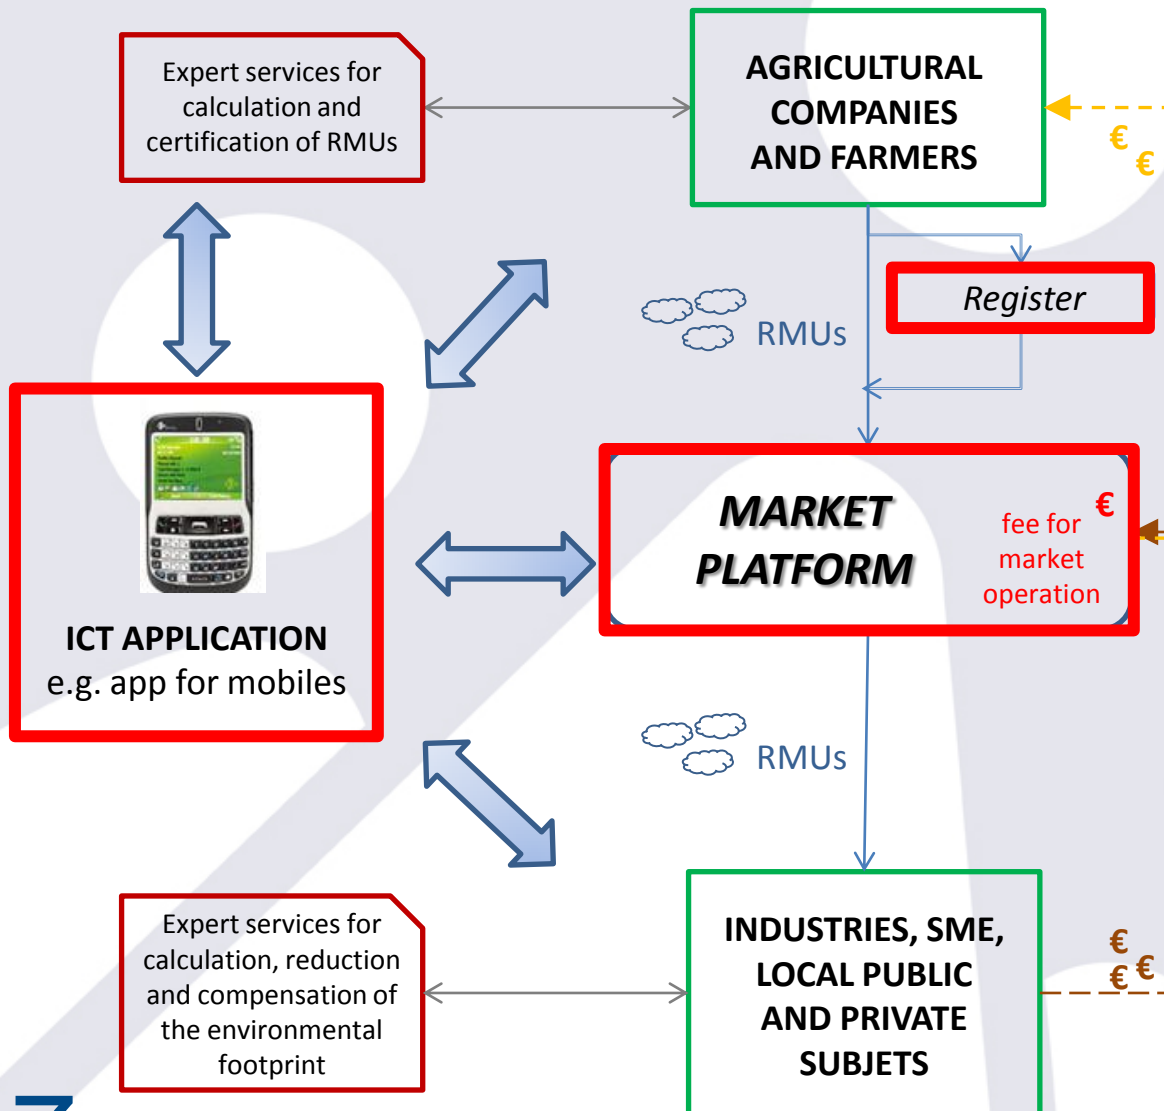 Expert services for
calculation and
certification of RMUs
AGRICULTURAL
COMPANIES
AND FARMERS
€
€
Register
RMUs
MARKET
PLATFORM
€
fee for
market
operation
ICT APPLICATION
e.g. app for mobiles
RMUs
Expert services for
calculation, reduction
and compensation of
the environmental
footprint
INDUSTRIES, SME,
LOCAL PUBLIC
AND PRIVATE
SUBJETS
€
€ €